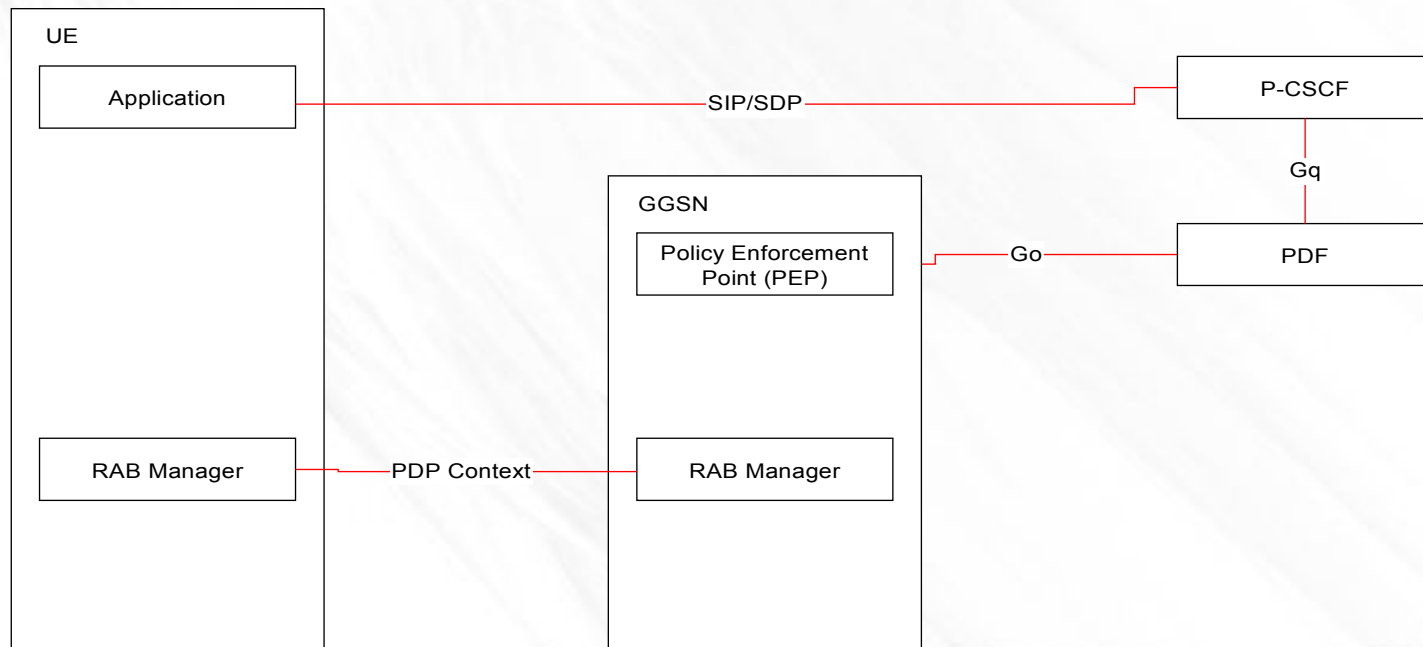 UE
Application
SIP/SDP
P-CSCF
Gq
GGSN
Policy Enforcement
Point (PEP)
Go
PDF
RAB Manager
PDP Context
RAB Manager